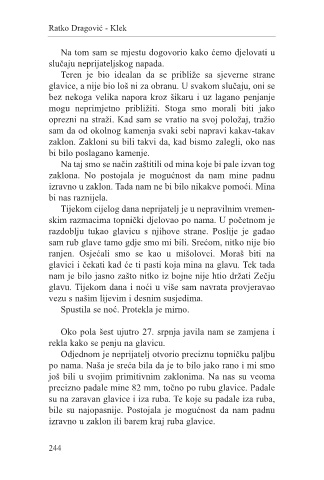 Ratko Dragović - Klek
Na tom sam se mjestu dogovorio kako ćemo djelovati u
slučaju neprijateljskog napada.
Teren je bio idealan da se približe sa sjeverne strane
glavice, a nije bio loš ni za obranu. U svakom slučaju, oni se
bez nekoga velika napora kroz šikaru i uz lagano penjanje
mogu neprimjetno približiti. Stoga smo morali biti jako
oprezni na straži. Kad sam se vratio na svoj položaj, tražio
sam da od okolnog kamenja svaki sebi napravi kakav-takav
zaklon. Zakloni su bili takvi da, kad bismo zalegli, oko nas
bi bilo poslagano kamenje.
Na taj smo se način zaštitili od mina koje bi pale izvan tog
zaklona. No postojala je mogućnost da nam mine padnu
izravno u zaklon. Tada nam ne bi bilo nikakve pomoći. Mina
bi nas raznijela.
Tijekom cijelog dana neprijatelj je u nepravilnim vremen-
skim razmacima topnički djelovao po nama. U početnom je
razdoblju tukao glavicu s njihove strane. Poslije je gađao
sam rub glave tamo gdje smo mi bili. Srećom, nitko nije bio
ranjen. Osjećali smo se kao u mišolovci. Moraš biti na
glavici i čekati kad će ti pasti koja mina na glavu. Tek tada
nam je bilo jasno zašto nitko iz bojne nije htio držati Zečju
glavu. Tijekom dana i noći u više sam navrata provjeravao
vezu s našim lijevim i desnim susjedima.
Spustila se noć. Protekla je mirno.
Oko pola šest ujutro 27. srpnja javila nam se zamjena i
rekla kako se penju na glavicu.
Odjednom je neprijatelj otvorio preciznu topničku paljbu
po nama. Naša je sreća bila da je to bilo jako rano i mi smo
još bili u svojim primitivnim zaklonima. Na nas su veoma
precizno padale mine 82 mm, točno po rubu glavice. Padale
su na zaravan glavice i iza ruba. Te koje su padale iza ruba,
bile su najopasnije. Postojala je mogućnost da nam padnu
izravno u zaklon ili barem kraj ruba glavice.
244